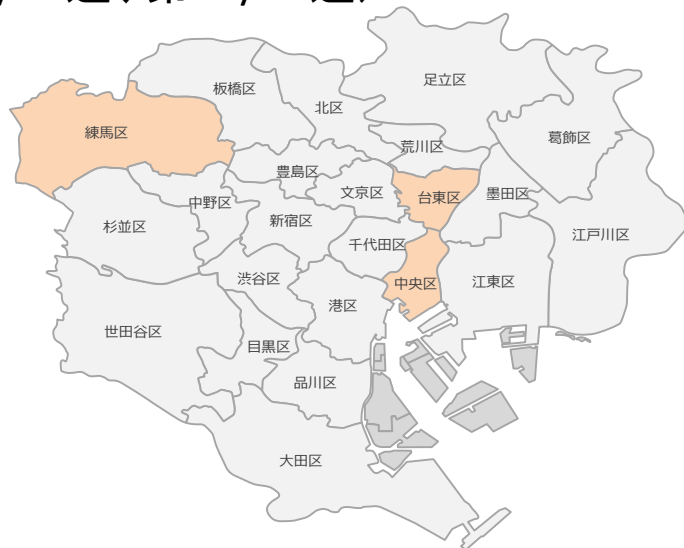 足立区
板橋区
北区
練馬区
葛飾区
荒川区
豊島区
文京区
台東区
墨田区
中野区
杉並区
新宿区
千代田区
江戸川区
渋谷区
中央区
江東区
港区
世田谷区
目黒区
品川区
大田区